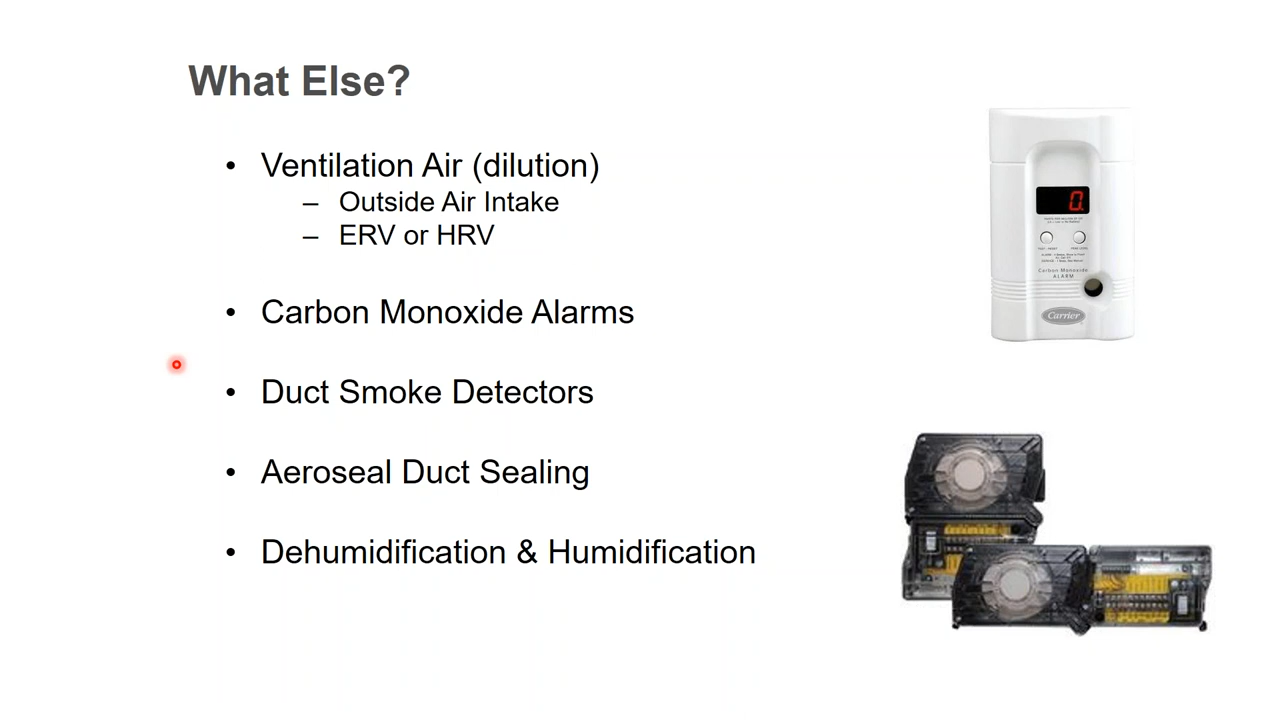 What Else?
• Ventilation Air (dilution)
– Outside Air Intake
– ERV or HRV
• Carbon Monoxide Alarms
• Duct Smoke Detectors
• Aeroseal Duct Sealing
• Dehumidification & Humidification
0.
Carbon Monoxide
ALARM
Carrier